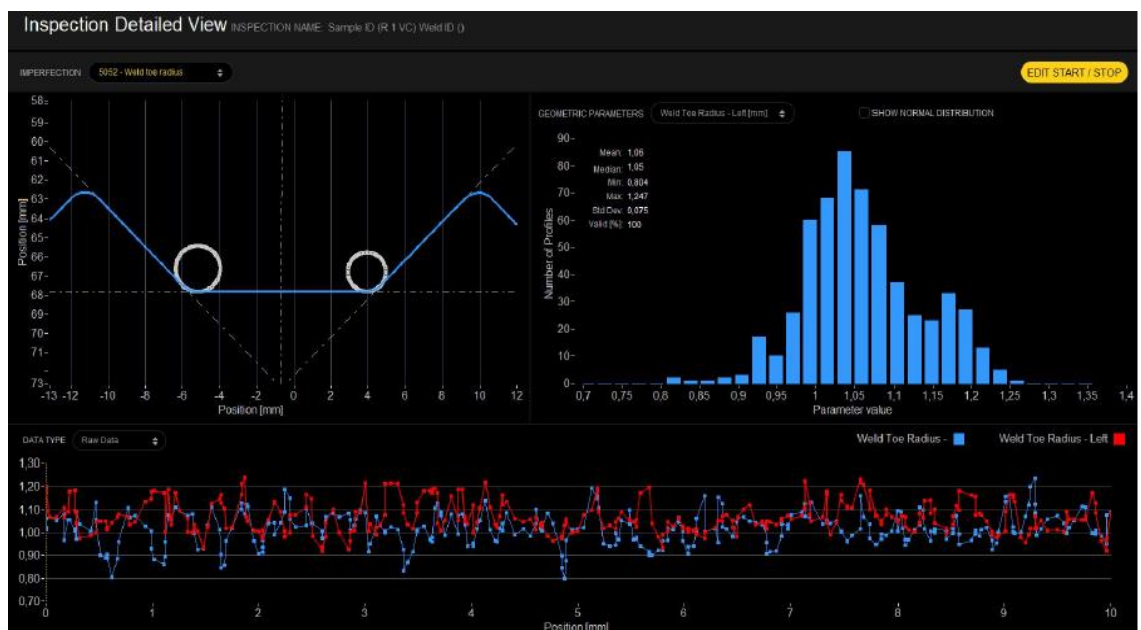 Inspection Detailed View INSPECTION NAME: Sample ID (R 1 VC) Weld ID ()
IMPERFECTION 5052 - Weld toe radius
EDIT START / STOP
58
59
60
61
62
63
64
65
66
67
68
69
70
71
73
Position [mm]
-13 -12 -10 -8 -6 -4 -2 0 2 4 6 8 10 12
Position [mm]
GEOMETRIC PARAMETERS Weld Toe Radius - Left [mm] SHOW NORMAL DISTRIBUTION
Mean: 1,06
Median: 1,05
Min: 0,804
Max: 1,247
Std Dev: 0,075
Valid [%]: 100
90
80
70
60
50
40
30
20
10
0
Number of Profiles
0,7 0,75 0,8 0,85 0,9 0,95 1 1,05 1,1 1,15 1,2 1,25 1,3 1,35 1,4
Parameter value
DATA TYPE Raw Data
Weld Toe Radius - Weld Toe Radius - Left
1,30
1,20
1,10
1,00
0,90
0,80
0,70
0 1 2 3 4 5 6 7 8 9 10
Position [mm]